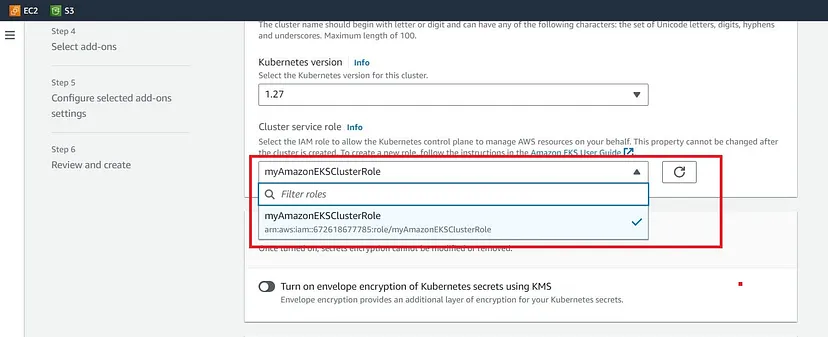 EC2 S3
The cluster name should begin with letter or digit and can have any of the following characters: the set of Unicode letters, digits, hyphens
and underscores. Maximum length of 100.
Step 4
Select add-ons
Step 5
Configure selected add-ons
settings
Step 6
Review and create
Kubernetes version Info
Select the Kubernetes version for this cluster.
1.27
Cluster service role Info
Select the IAM role to allow the Kubernetes control plane to manage AWS resources on your behalf. This property cannot be changed after
the cluster is created. To create a new role, follow the instructions in the Amazon EKS User Guide
myAmazonEKSClusterRole
Filter roles
myAmazonEKSClusterRole
arn:aws:iam::672618677785:role/myAmazonEKSClusterRole
Once turned on, secrets encryption cannot be modified or removed.
Turn on envelope encryption of Kubernetes secrets using KMS
Envelope encryption provides an additional layer of encryption for your Kubernetes secrets.